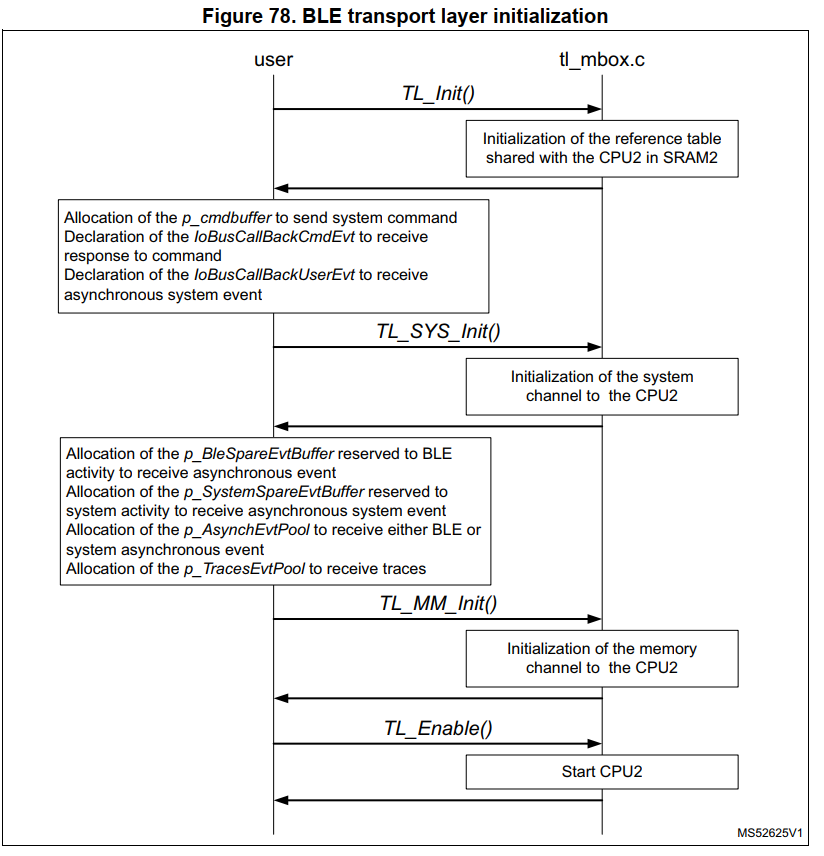 Figure 78. BLE transport layer initialization
user
tl_mbox.c
TL_Init()
Initialization of the reference table
shared with the CPU2 in SRAM2
Allocation of the p_cmdbuffer to send system command
Declaration of the IoBusCallBackCmdEvt to receive
response to command
Declaration of the IoBusCallBackUserEvt to receive
asynchronous system event
TL_SYS_Init()
Initialization of the system
channel to the CPU2
Allocation of the p_BleSpareEvtBuffer reserved to BLE
activity to receive asynchronous event
Allocation of the p_SystemSpareEvtBuffer reserved to
system activity to receive asynchronous system event
Allocation of the p_AsynchEvtPool to receive either BLE or
system asynchronous event
Allocation of the p_TracesEvtPool to receive traces
TL_MM_Init()
Initialization of the memory
channel to the CPU2
TL_Enable()
Start CPU2
MS52625V1